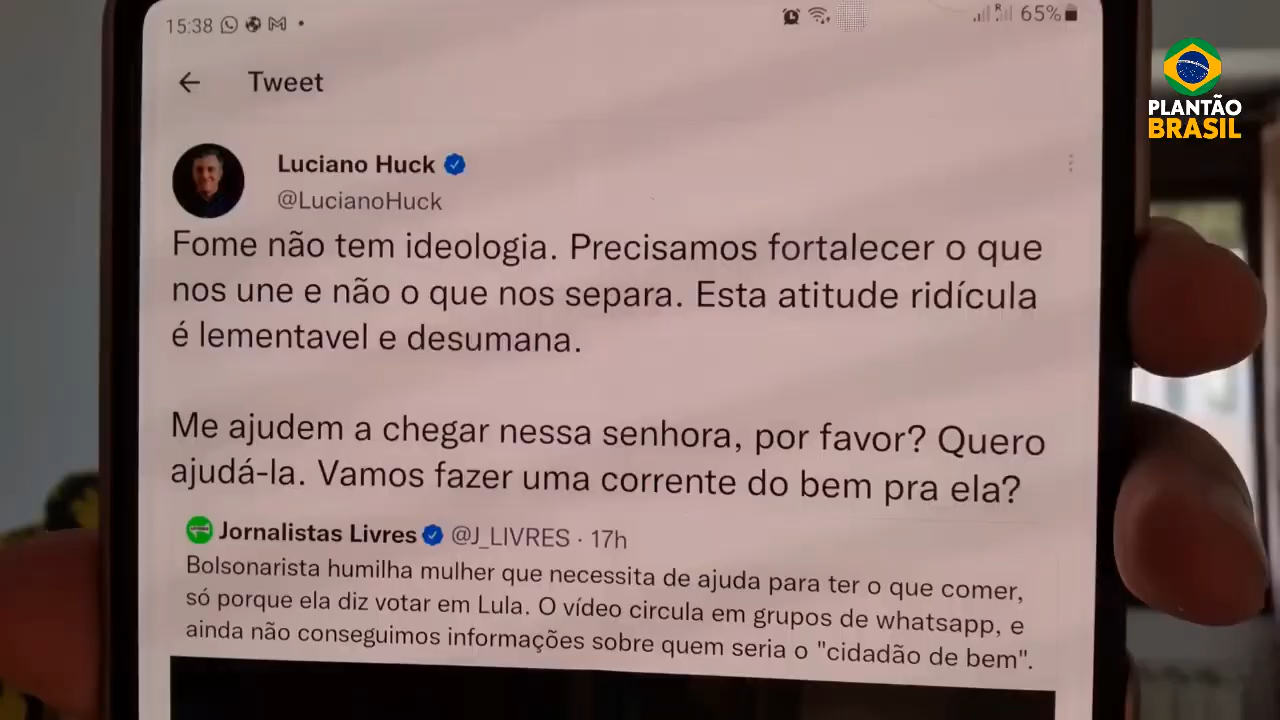 15:38
65%
PLANTÃO
BRASIL
Tweet
Luciano Huck
@LucianoHuck
Fome não tem ideologia. Precisamos fortalecer o que
nos une e não o que nos separa. Esta atitude ridícula
é lementavel e desumana.
Me ajudem a chegar nessa senhora, por favor? Quero
ajudá-la. Vamos fazer uma corrente do bem pra ela?
Jornalistas Livres @J_LIVRES · 17h
Bolsonarista humilha mulher que necessita de ajuda para ter o que comer,
só porque ela diz votar em Lula. O vídeo circula em grupos de whatsapp, e
ainda não conseguimos informações sobre quem seria o "cidadão de bem".